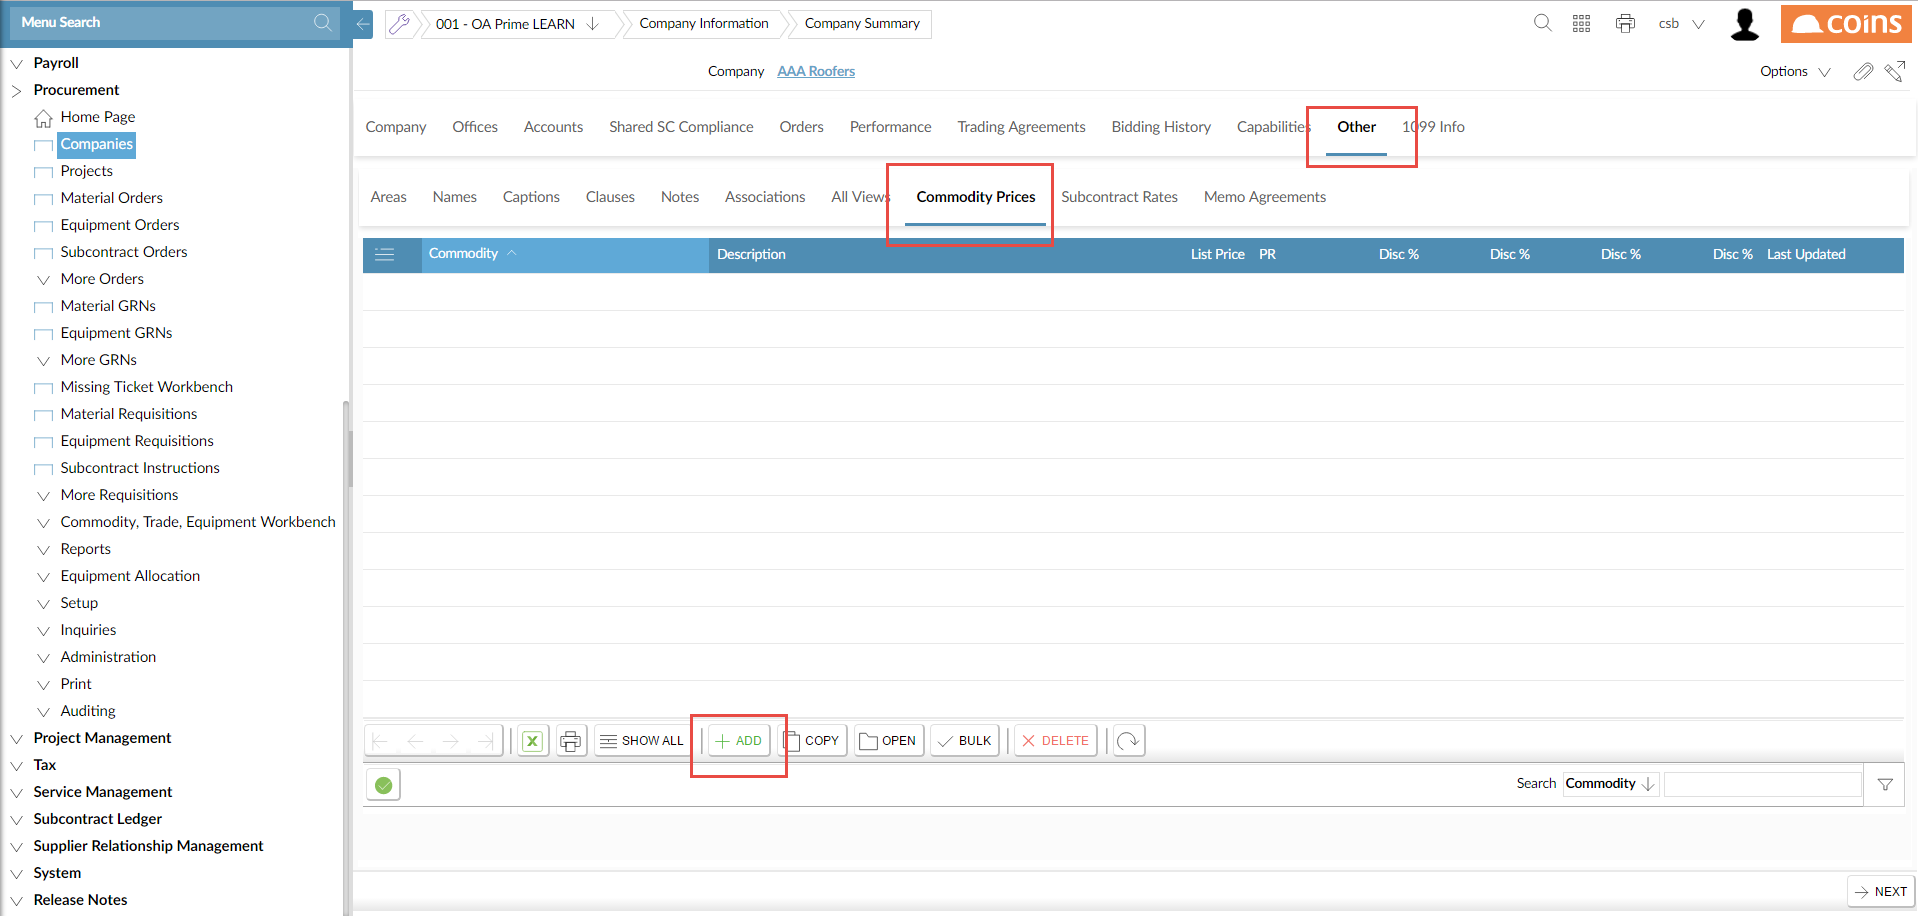 Menu Search
001 - OA Prime LEARN
Company Information
Company Summary
csb
coins
Company AAA Roofers
Options
Payroll
Procurement
Home Page
Companies
Projects
Material Orders
Equipment Orders
Subcontract Orders
More Orders
Material GRNs
Equipment GRNs
More GRNs
Missing Ticket Workbench
Material Requisitions
Equipment Requisitions
Subcontract Instructions
More Requisitions
Commodity, Trade, Equipment Workbench
Reports
Equipment Allocation
Setup
Inquiries
Administration
Print
Auditing
Project Management
Tax
Service Management
Subcontract Ledger
Supplier Relationship Management
System
Release Notes
Company Offices Accounts Shared SC Compliance Orders Performance Trading Agreements Bidding History Capabilities Other 1099 Info
Areas Names Captions Clauses Notes Associations All Views Commodity Prices Subcontract Rates Memo Agreements
Commodity Description List Price PR Disc % Disc % Disc % Disc % Last Updated
SHOW ALL ADD COPY OPEN BULK DELETE
Search Commodity
NEXT